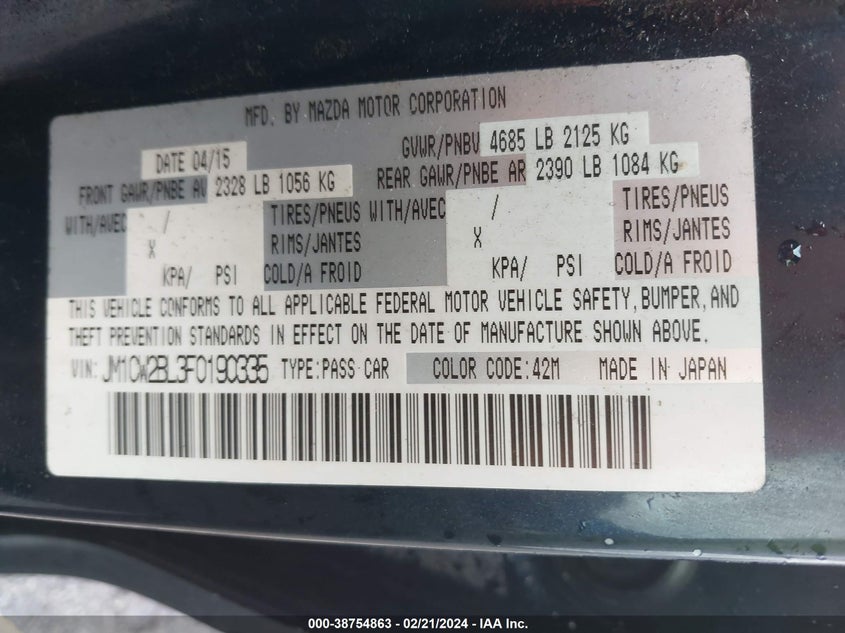 MFD. BY MAZDA MOTOR CORPORATION
DATE 04/15 GVWR/PNBV 4685 LB 2125 KG
FRONT GAWR/PNBE AV 2328 LB 1056 KG REAR GAWR/PNBE AR 2390 LB 1084 KG
WITH/AVEC / TIRES/PNEUS WITH/AVEC / TIRES/PNEUS
X RIMS/JANTES X RIMS/JANTES
KPA/ PSI COLD/A FROID KPA/ PSI COLD/A FROID
THIS VEHICLE CONFORMS TO ALL APPLICABLE FEDERAL MOTOR VEHICLE SAFETY, BUMPER, AND
THEFT PREVENTION STANDARDS IN EFFECT ON THE DATE OF MANUFACTURE SHOWN ABOVE.
VIN: JM1CW2BL3F0190335 TYPE: PASS CAR COLOR CODE: 42M MADE IN JAPAN
000-38754863 - 02/21/2024 - IAA Inc.